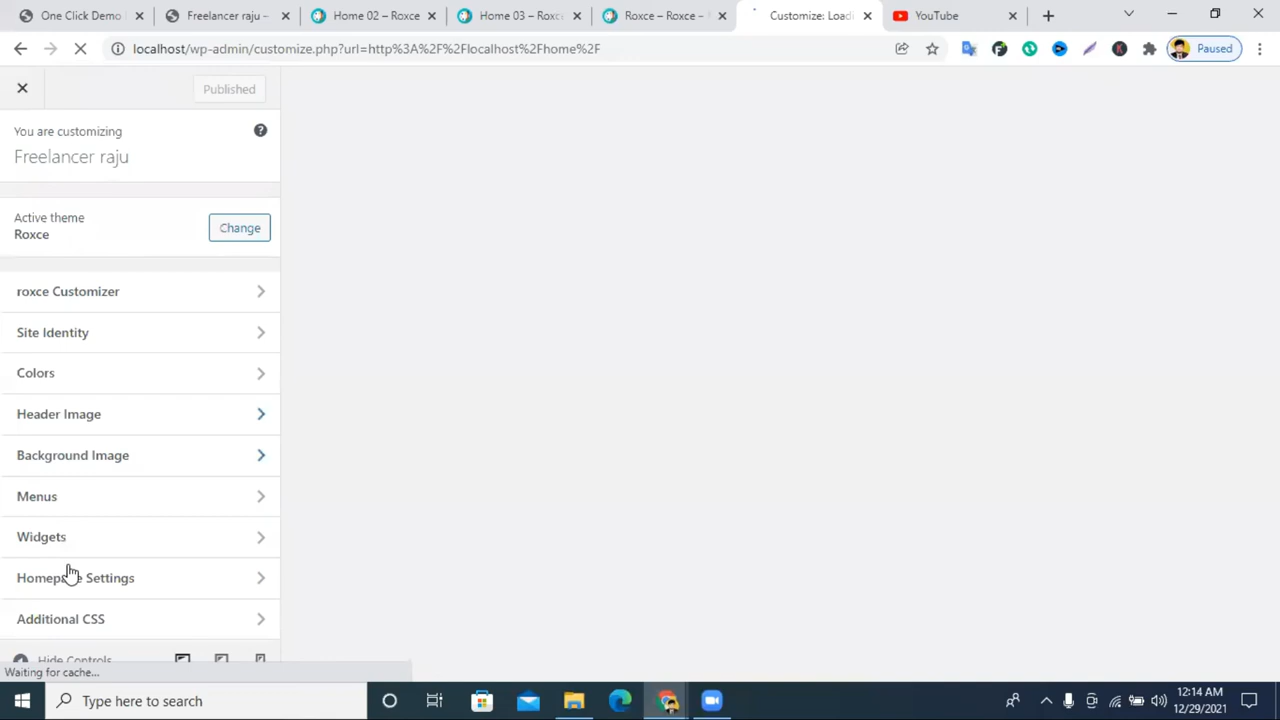 One Click Demo
Freelancer raju –
Home 02 – Roxce
Home 03 – Roxc
Roxce – Roxce –
Customize: Loadi
YouTube
localhost/wp-admin/customize.php?url=http%3A%2F%2Flocalhost%2Fhome%2F
Paused
Published
You are customizing
Freelancer raju
Active theme
Roxce
Change
roxce Customizer
Site Identity
Colors
Header Image
Background Image
Menus
Widgets
Homepage Settings
Additional CSS
Hide Controls
Waiting for cache...
Type here to search
12:14 AM
12/29/2021